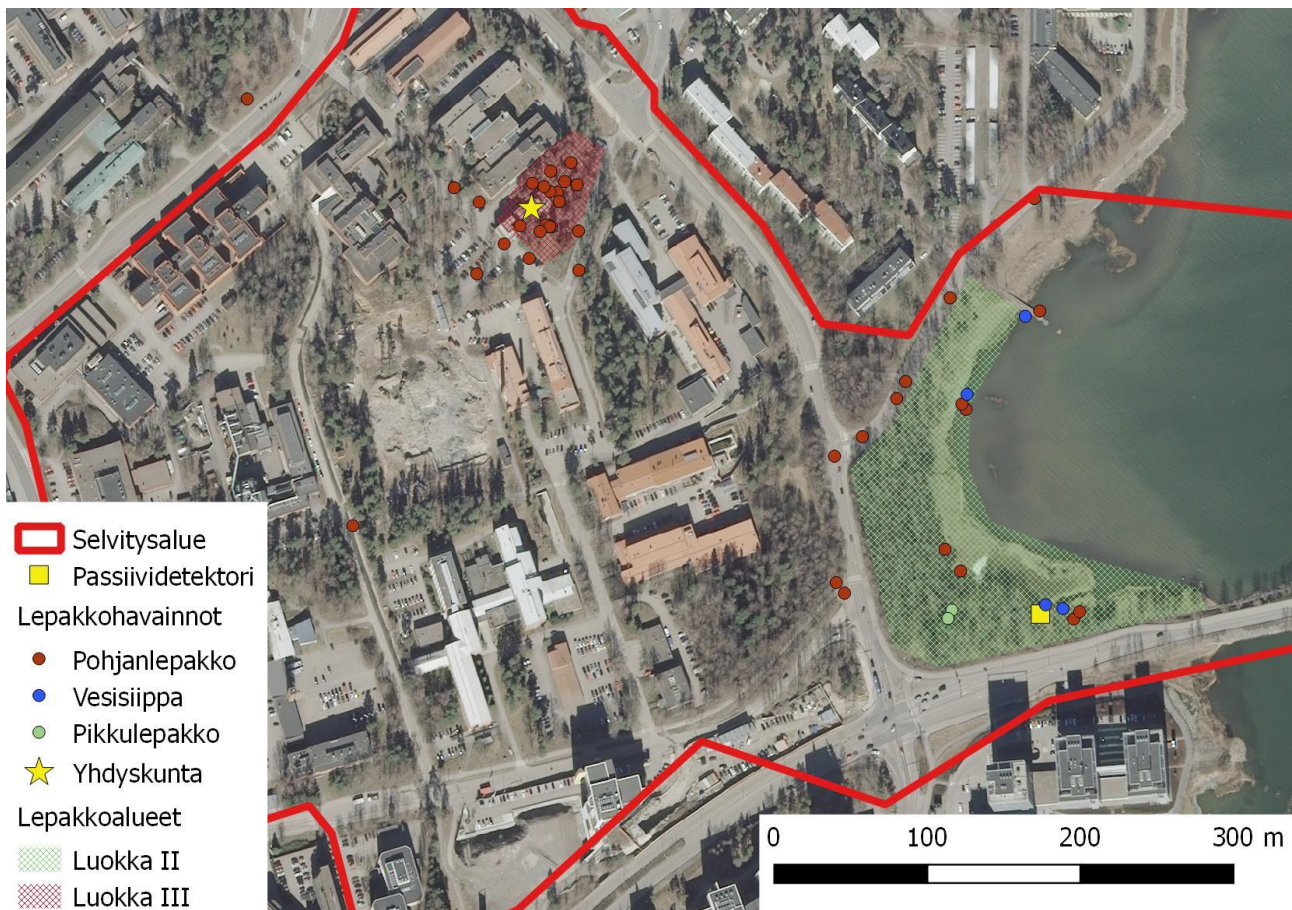 Selvitysalue
Passiividetektori
Lepakkohavainnot
Pohjanlepakko
Vesisiippa
Pikkulepakko
Yhdyskunta
Lepakkoalueet
Luokka II
Luokka III
0 100 200 300 m